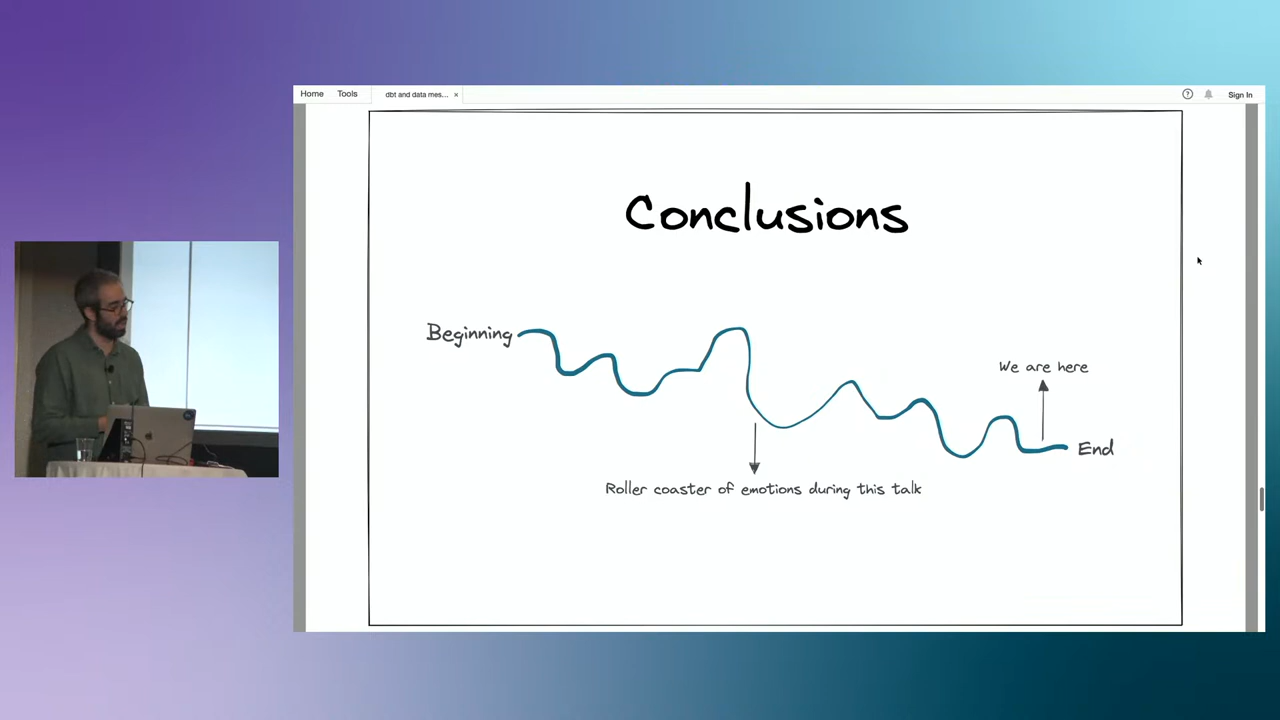 Home Tools dbt and data mes... × Sign In
Conclusions
Beginning
We are here
End
Roller coaster of emotions during this talk